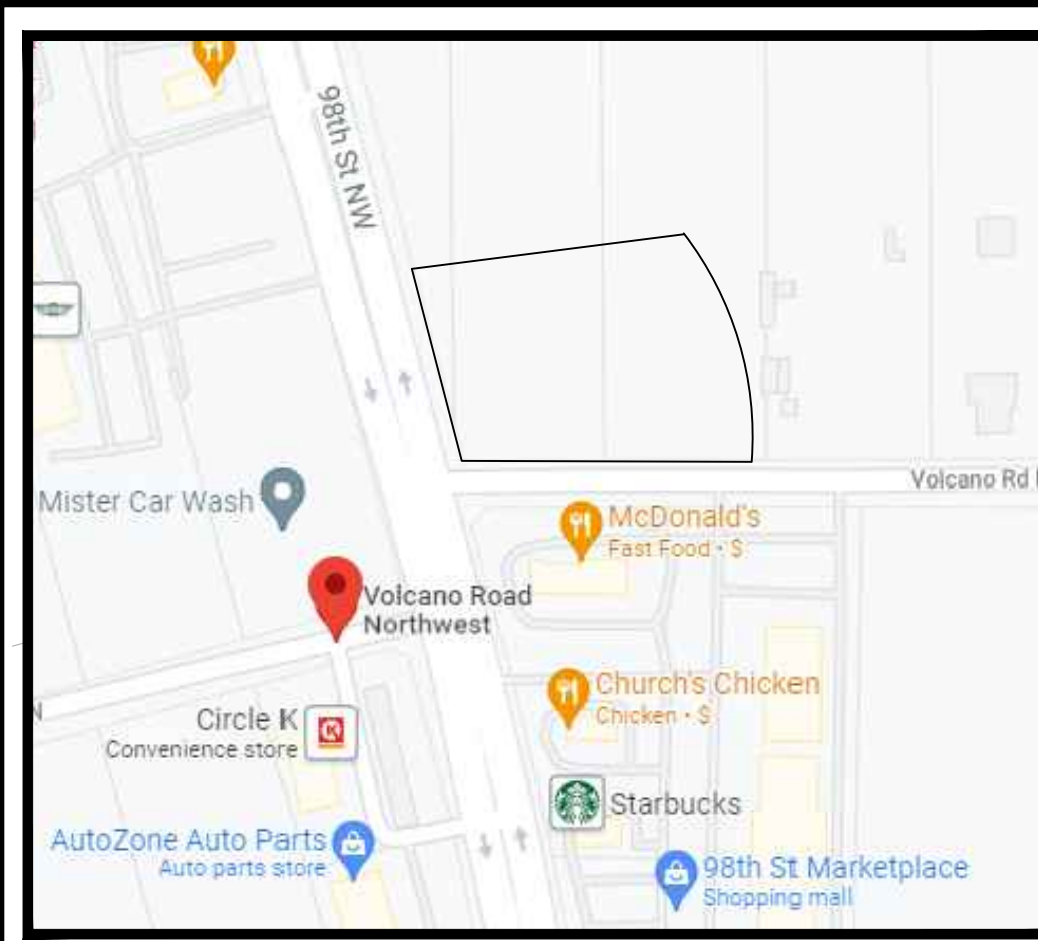 98th St NW
Mister Car Wash
Volcano Rd
McDonald's
Fast Food · $
Volcano Road
Northwest
Church's Chicken
Chicken · $
N
Circle K
Convenience store
K
Starbucks
AutoZone Auto Parts
Auto parts store
98th St Marketplace
Shopping mall